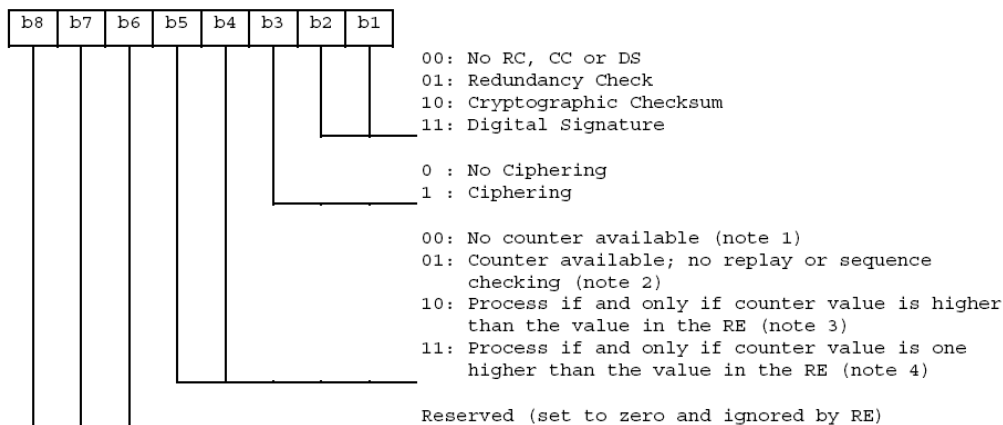 b8 b7 b6 b5 b4 b3 b2 b1
00: No RC, CC or DS
01: Redundancy Check
10: Cryptographic Checksum
11: Digital Signature
0 : No Ciphering
1 : Ciphering
00: No counter available (note 1)
01: Counter available; no replay or sequence
checking (note 2)
10: Process if and only if counter value is higher
than the value in the RE (note 3)
11: Process if and only if counter value is one
higher than the value in the RE (note 4)
Reserved (set to zero and ignored by RE)